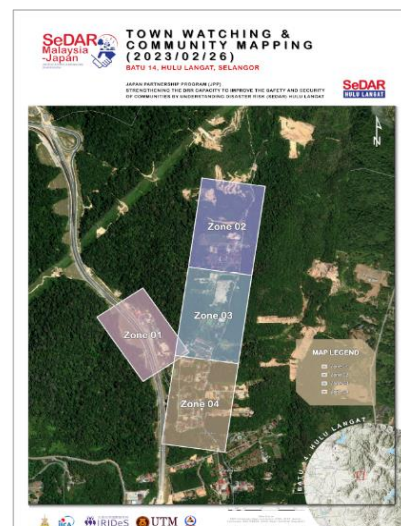 SeDAR
Malaysia
-Japan
TOWN WATCHING &
COMMUNITY MAPPING
(2023/02/26)
BATU 14, HULU LANGAT, SELANGOR
JAPAN PARTNERSHIP PROGRAM (JPP)
STRENGTHENING THE DRR CAPACITY TO IMPROVE THE SAFETY AND SECURITY
OF COMMUNITIES BY UNDERSTANDING DISASTER RISK (SEDAR) HULU LANGAT
SeDAR
HULU LANGAT
N
Zone 02
Zone 03
Zone 01
Zone 04
MAP LEGEND
BATU 14, HULU LANGAT
IRIDeS
UTM